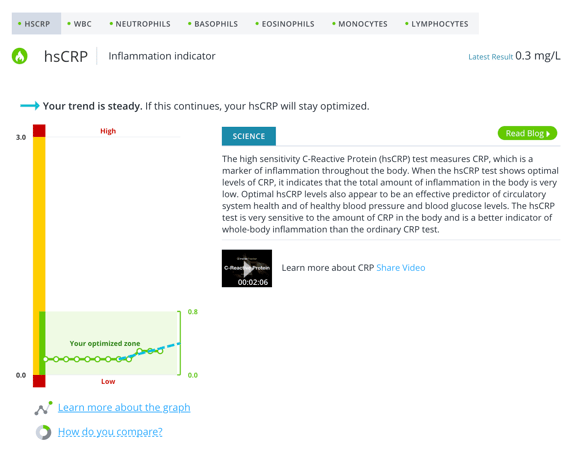 HSCRP WBC NEUTROPHILS BASOPHILS EOSINOPHILS MONOCYTES LYMPHOCYTES
hsCRP Inflammation indicator Latest Result 0.3 mg/L
Your trend is steady. If this continues, your hsCRP will stay optimized.
High
3.0
SCIENCE Read Blog
The high sensitivity C-Reactive Protein (hsCRP) test measures CRP, which is a
marker of inflammation throughout the body. When the hsCRP test shows optimal
levels of CRP, it indicates that the total amount of inflammation in the body is very
low. Optimal hsCRP levels also appear to be an effective predictor of circulatory
system health and of healthy blood pressure and blood glucose levels. The hsCRP
test is very sensitive to the amount of CRP in the body and is a better indicator of
whole-body inflammation than the ordinary CRP test.
C-Reactive Protein
00:02:06
Learn more about CRP Share Video
0.8
Your optimized zone
0.0 0.0
Low
Learn more about the graph
How do you compare?